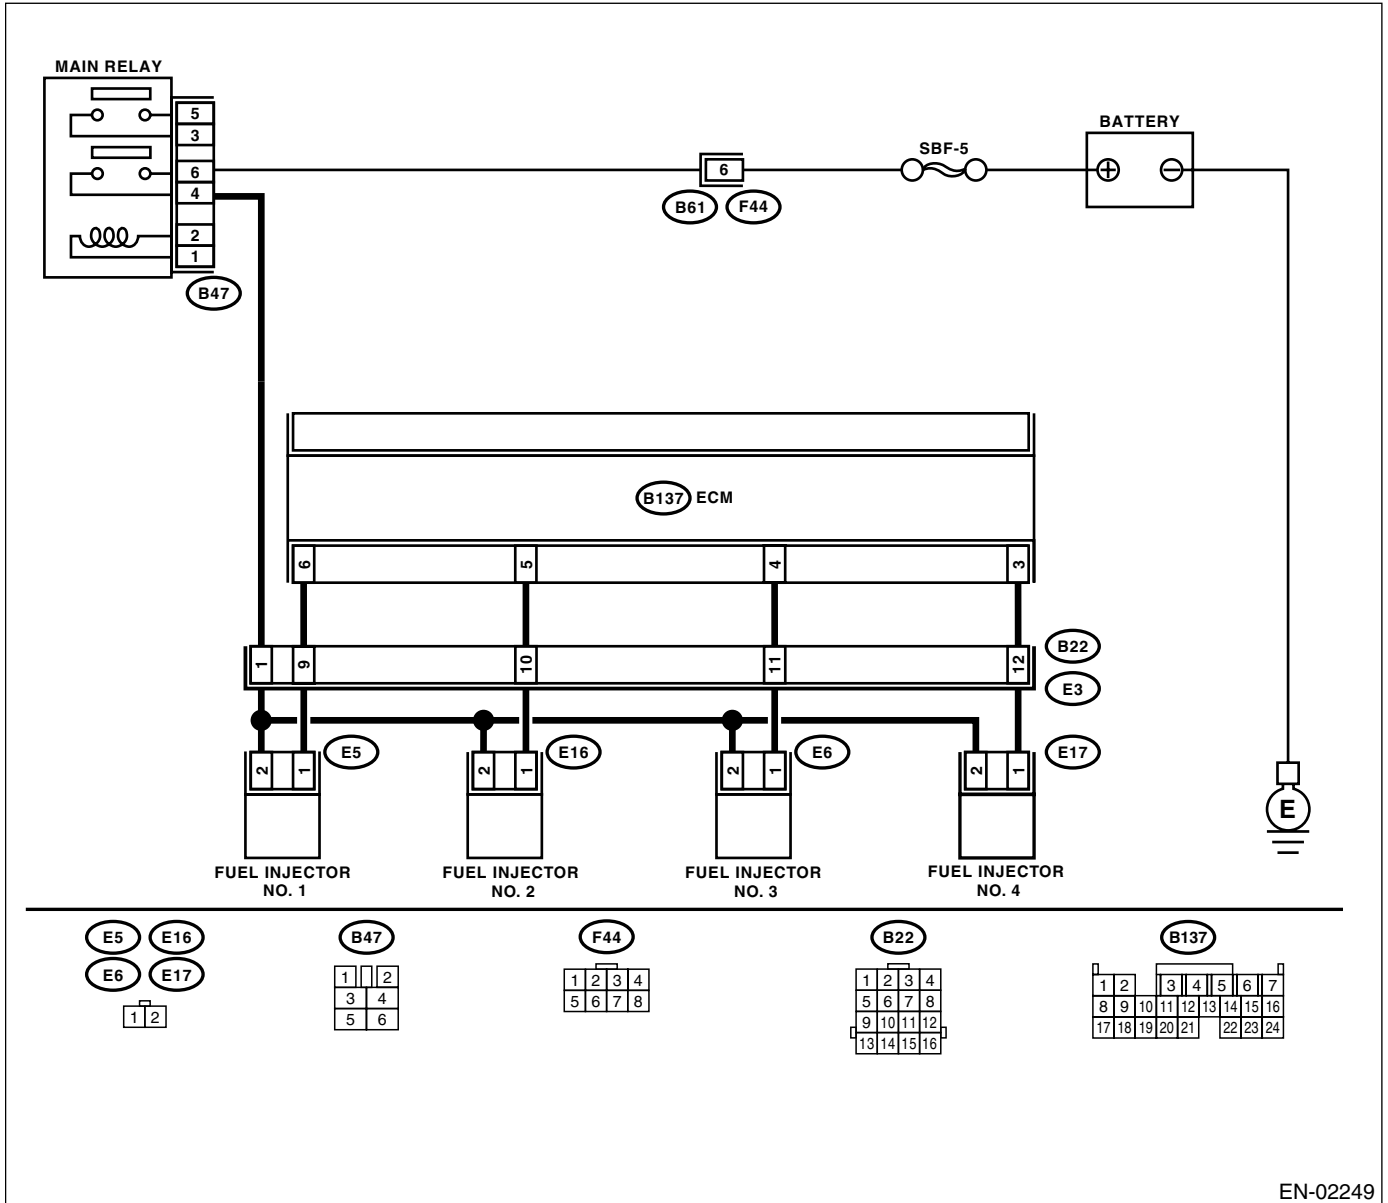 MAIN RELAY
5
3
6
4
2
1
B47
6
B61 F44
SBF-5
BATTERY
B137 ECM
6 5 4 3
1 9 10 11 12
B22
E3
2 1 E5
2 1 E16
2 1 E6
2 1 E17
E
FUEL INJECTOR
NO. 1
FUEL INJECTOR
NO. 2
FUEL INJECTOR
NO. 3
FUEL INJECTOR
NO. 4
E5 E16
E6 E17
1 2
B47
1 2
3 4
5 6
F44
1 2 3 4
5 6 7 8
B22
1 2 3 4
5 6 7 8
9 10 11 12
13 14 15 16
B137
1 2 3 4 5 6 7
8 9 10 11 12 13 14 15 16
17 18 19 20 21 22 23 24
EN-02249